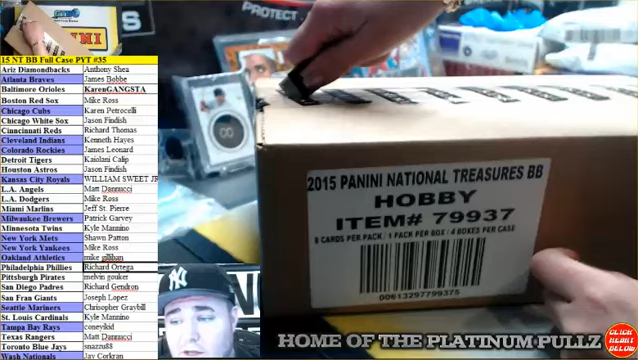 PROTECT
15 NT BB Full Case PYT #35
Ariz Diamondbacks Anthony Shea
Atlanta Braves James Bobbe
Baltimore Orioles KarenGANGSTA
Boston Red Sox Mike Ross
Chicago Cubs Karen Petrocelli
Chicago White Sox Jason Findish
Cincinnati Reds Richard Thomas
Cleveland Indians Kenneth Hayes
Colorado Rockies James Leonard
Detroit Tigers Kaiolani Calip
Houston Astros Jason Findish
Kansas City Royals WILLIAM SWEET JR
L.A. Angels Matt Dannucci
L.A. Dodgers Mike Ross
Miami Marlins Jeff St. Pierre
Milwaukee Brewers Patrick Garvey
Minnesota Twins Kyle Mannino
New York Mets Shawn Patton
New York Yankees Mike Ross
Oakland Athletics mike gillihan
Philadelphia Phillies Richard Ortega
Pittsburgh Pirates melvin gouker
San Diego Padres Richard Gendron
San Fran Giants Joseph Lopez
Seattle Mariners Chrisopher Graybill
St. Louis Cardinals Kyle Mannino
Tampa Bay Rays coneykid
Texas Rangers Matt Dannucci
Toronto Blue Jays snazzu88
Wash Nationals Jay Corkran
2015 PANINI NATIONAL TREASURES BB
HOBBY
ITEM# 79937
8 CARDS PER PACK / 1 PACK PER BOX / 4 BOXES PER CASE
00613297799375
HOME OF THE PLATINUM PULLZ
CLICK
HEART
BELOW